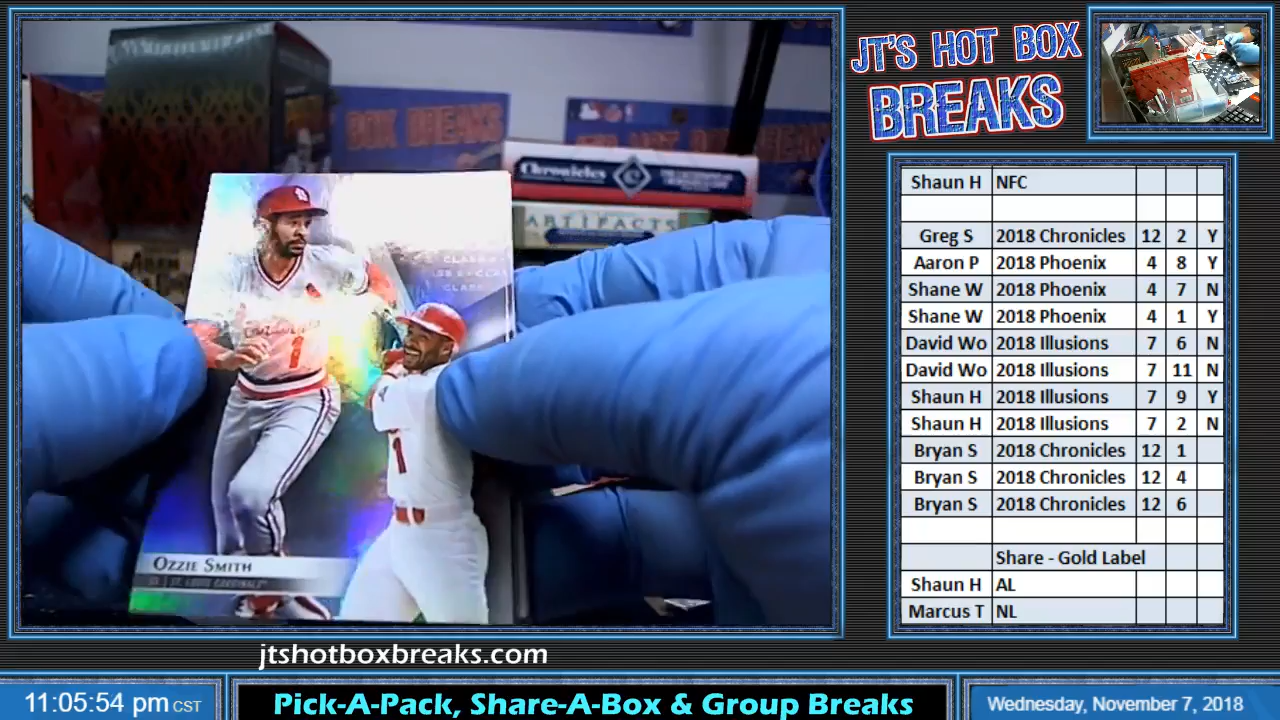 JT'S HOT BOX
BREAKS
BOX BREAKS
Chronicles
ARTIFACTS
CLASS
CLASS
1
1
OZZIE SMITH
SS | ST. LOUIS CARDINALS
Shaun H NFC
Greg S 2018 Chronicles 12 2 Y
Aaron P 2018 Phoenix 4 8 Y
Shane W 2018 Phoenix 4 7 N
Shane W 2018 Phoenix 4 1 Y
David Wo 2018 Illusions 7 6 N
David Wo 2018 Illusions 7 11 N
Shaun H 2018 Illusions 7 9 Y
Shaun H 2018 Illusions 7 2 N
Bryan S 2018 Chronicles 12 1
Bryan S 2018 Chronicles 12 4
Bryan S 2018 Chronicles 12 6
Share - Gold Label
Shaun H AL
Marcus T NL
jtshotboxbreaks.com
11:05:54 pm CST
Pick-A-Pack, Share-A-Box & Group Breaks
Wednesday, November 7, 2018